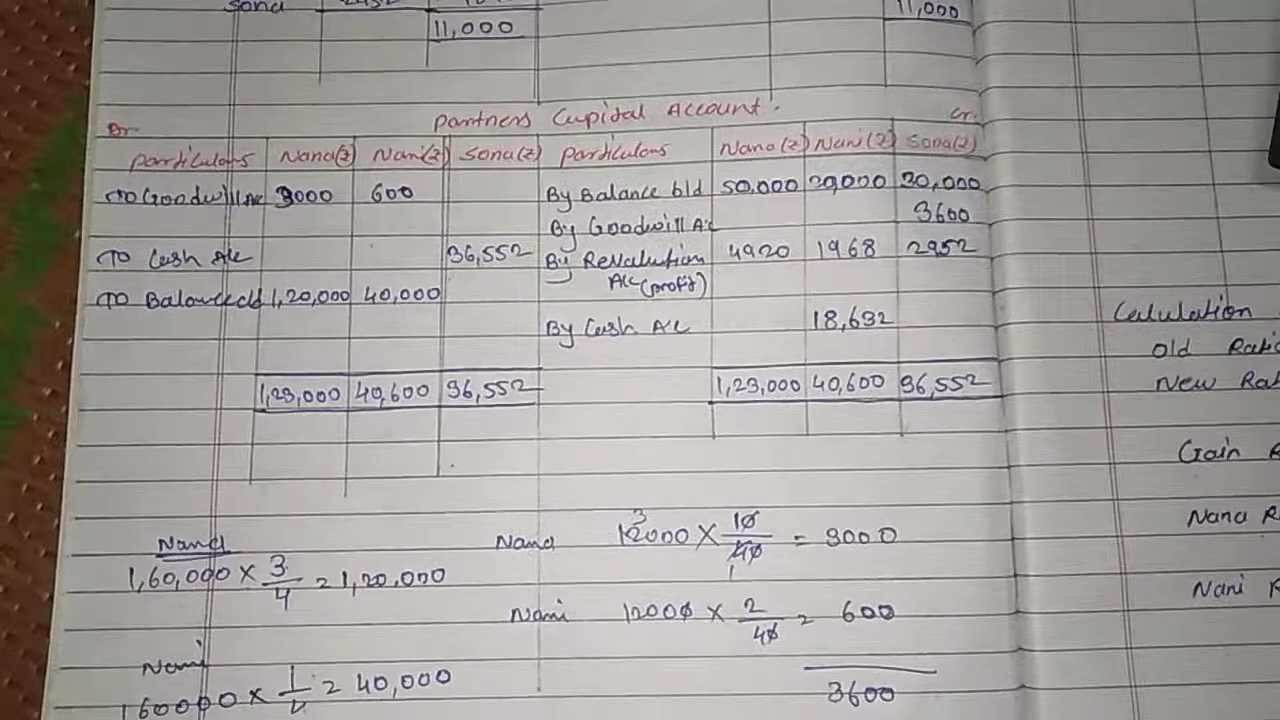 Sona 2952
11,000 11,000
Partners Capital Account.
Dr. Cr.
Particulars Nana(₹) Nani(₹) Sona(₹) Particulars Nana(₹) Nani(₹) Sona(₹)
To Goodwill A/c 3000 600 By Balance b/d 50,000 20,000 30,000
By Goodwill A/c 3600
To Cash A/c 36,552 By Revaluation 4920 1968 2952
A/c (profit)
To Balance c/d 1,20,000 40,000
By Cash A/c 18,632
1,23,000 40,600 36,552 1,23,000 40,600 36,552
Calulation
Old
New
Gain
Nana
Nani
Nana
1,60,000 × 3/4 = 1,20,000
Nani
160000 × 1/4 = 40,000
Nana 12000 × 10/40 = 3000
3
1
Nani 12000 × 2/40 = 600
3600